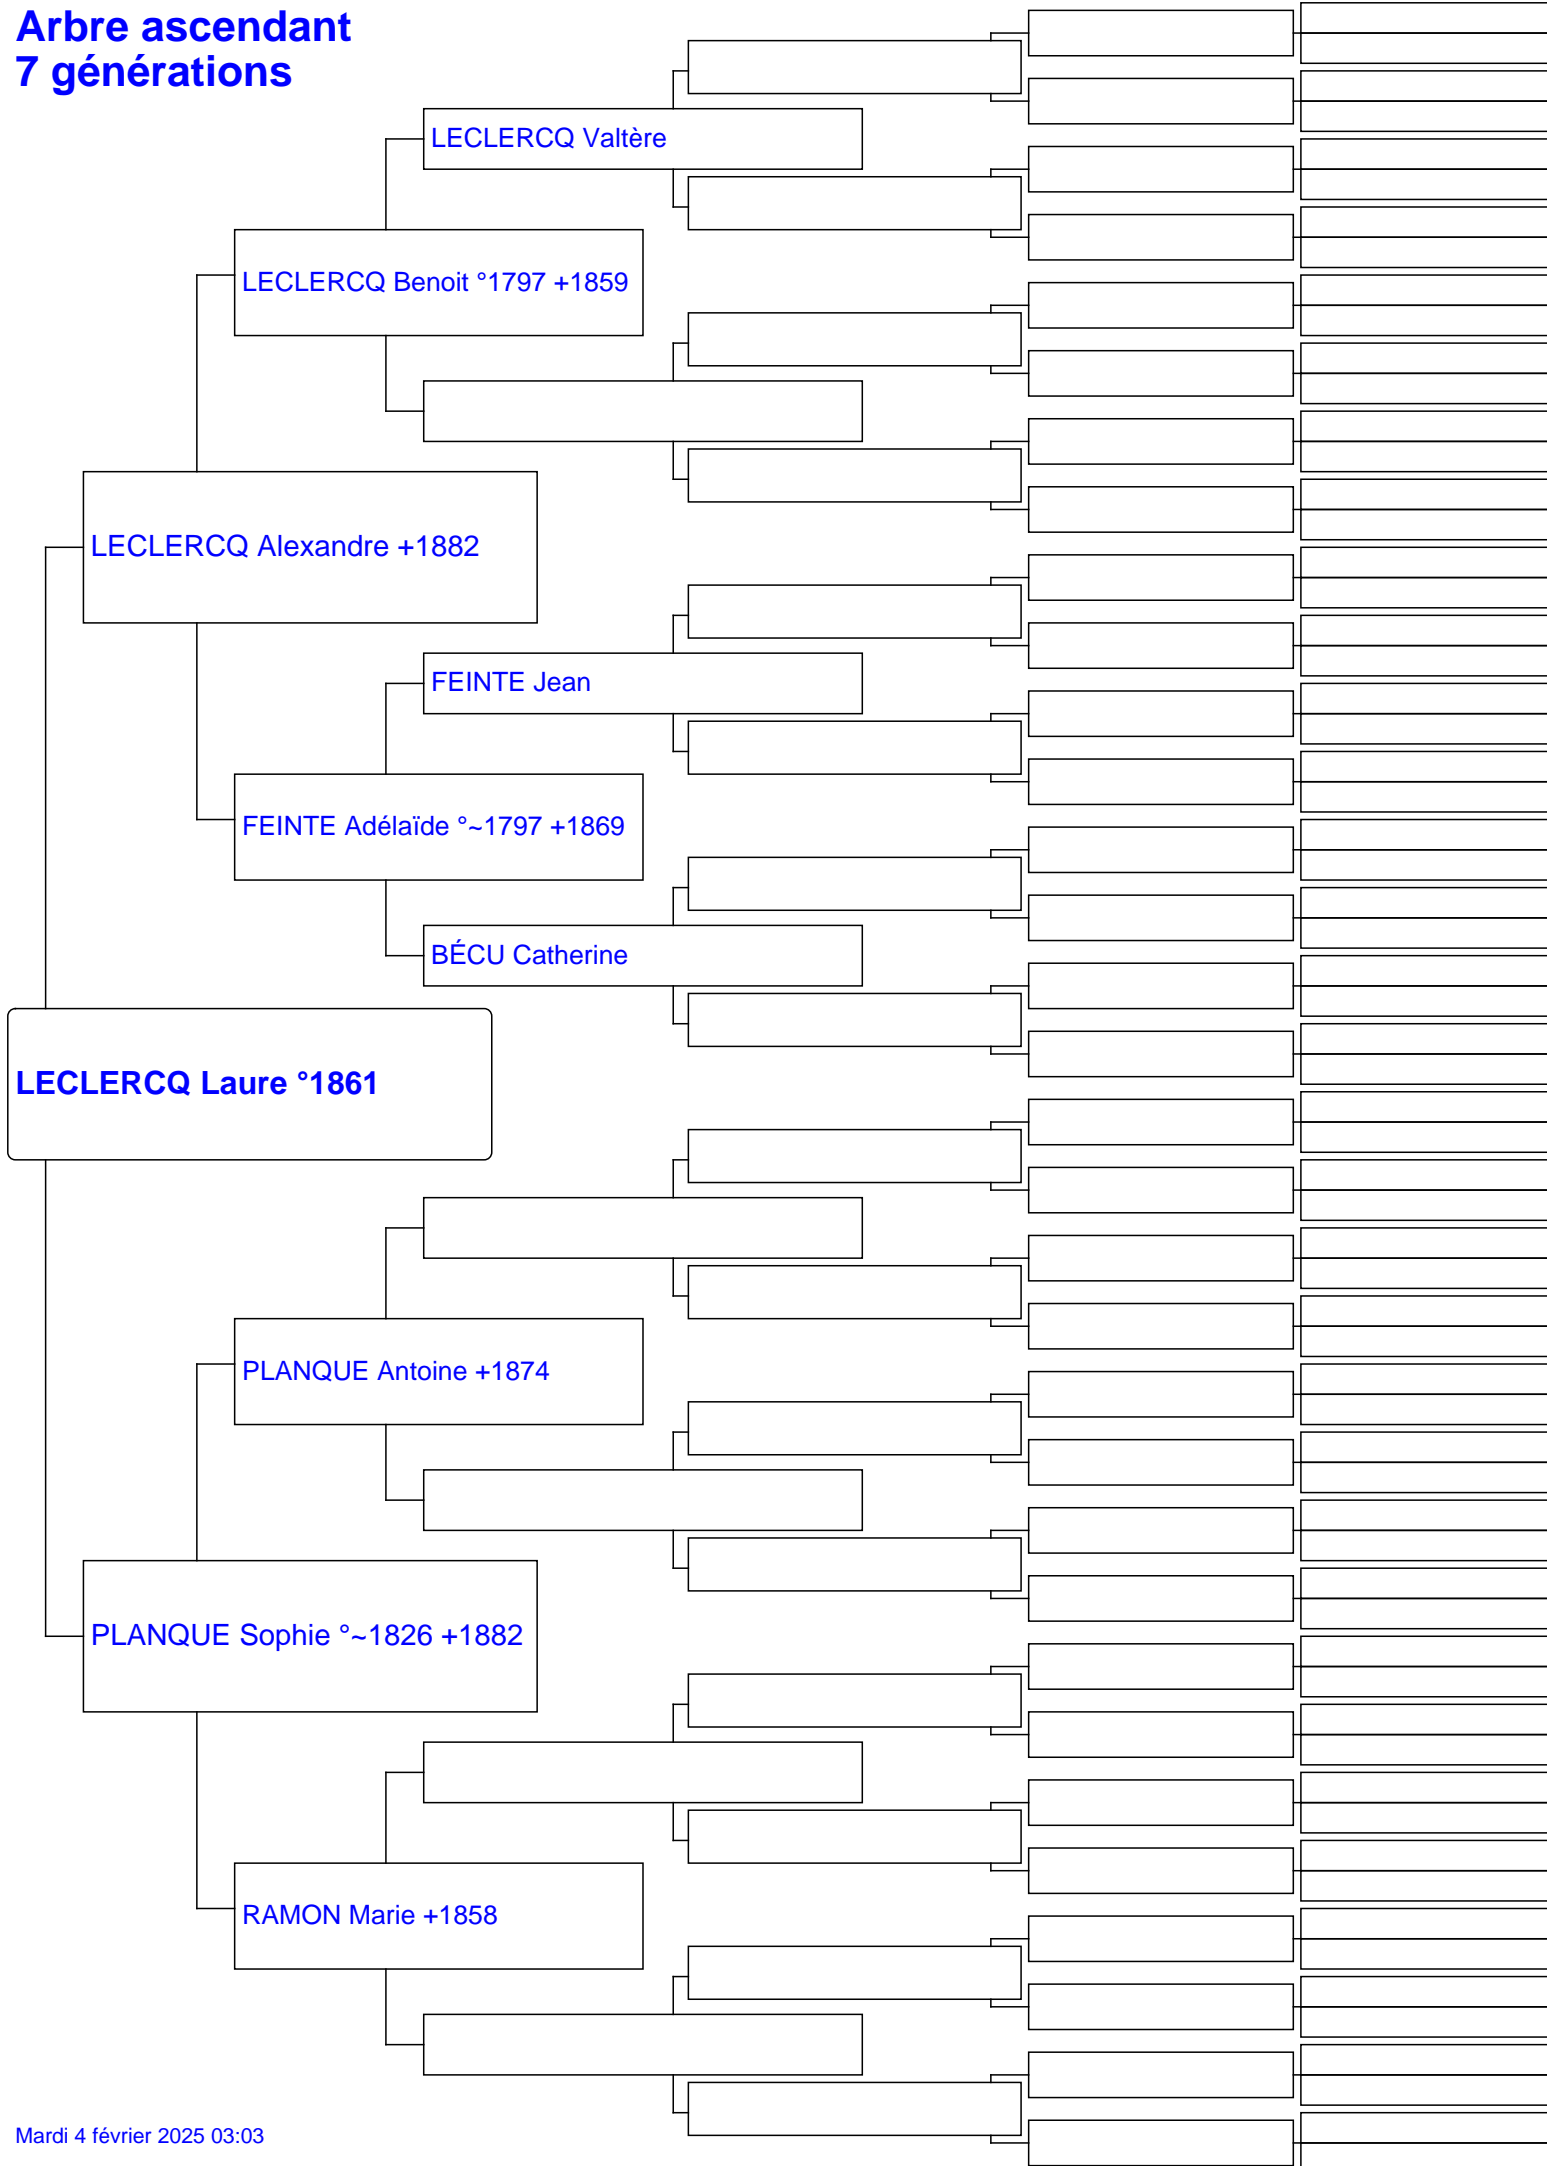 Arbre ascendant
7 générations
LECLERCQ Valtère
LECLERCQ Benoit °1797 +1859
LECLERCQ Alexandre +1882
FEINTE Jean
FEINTE Adélaïde °~1797 +1869
BÉCU Catherine
LECLERCQ Laure °1861
PLANQUE Antoine +1874
PLANQUE Sophie °~1826 +1882
RAMON Marie +1858
Mardi 4 février 2025 03:03